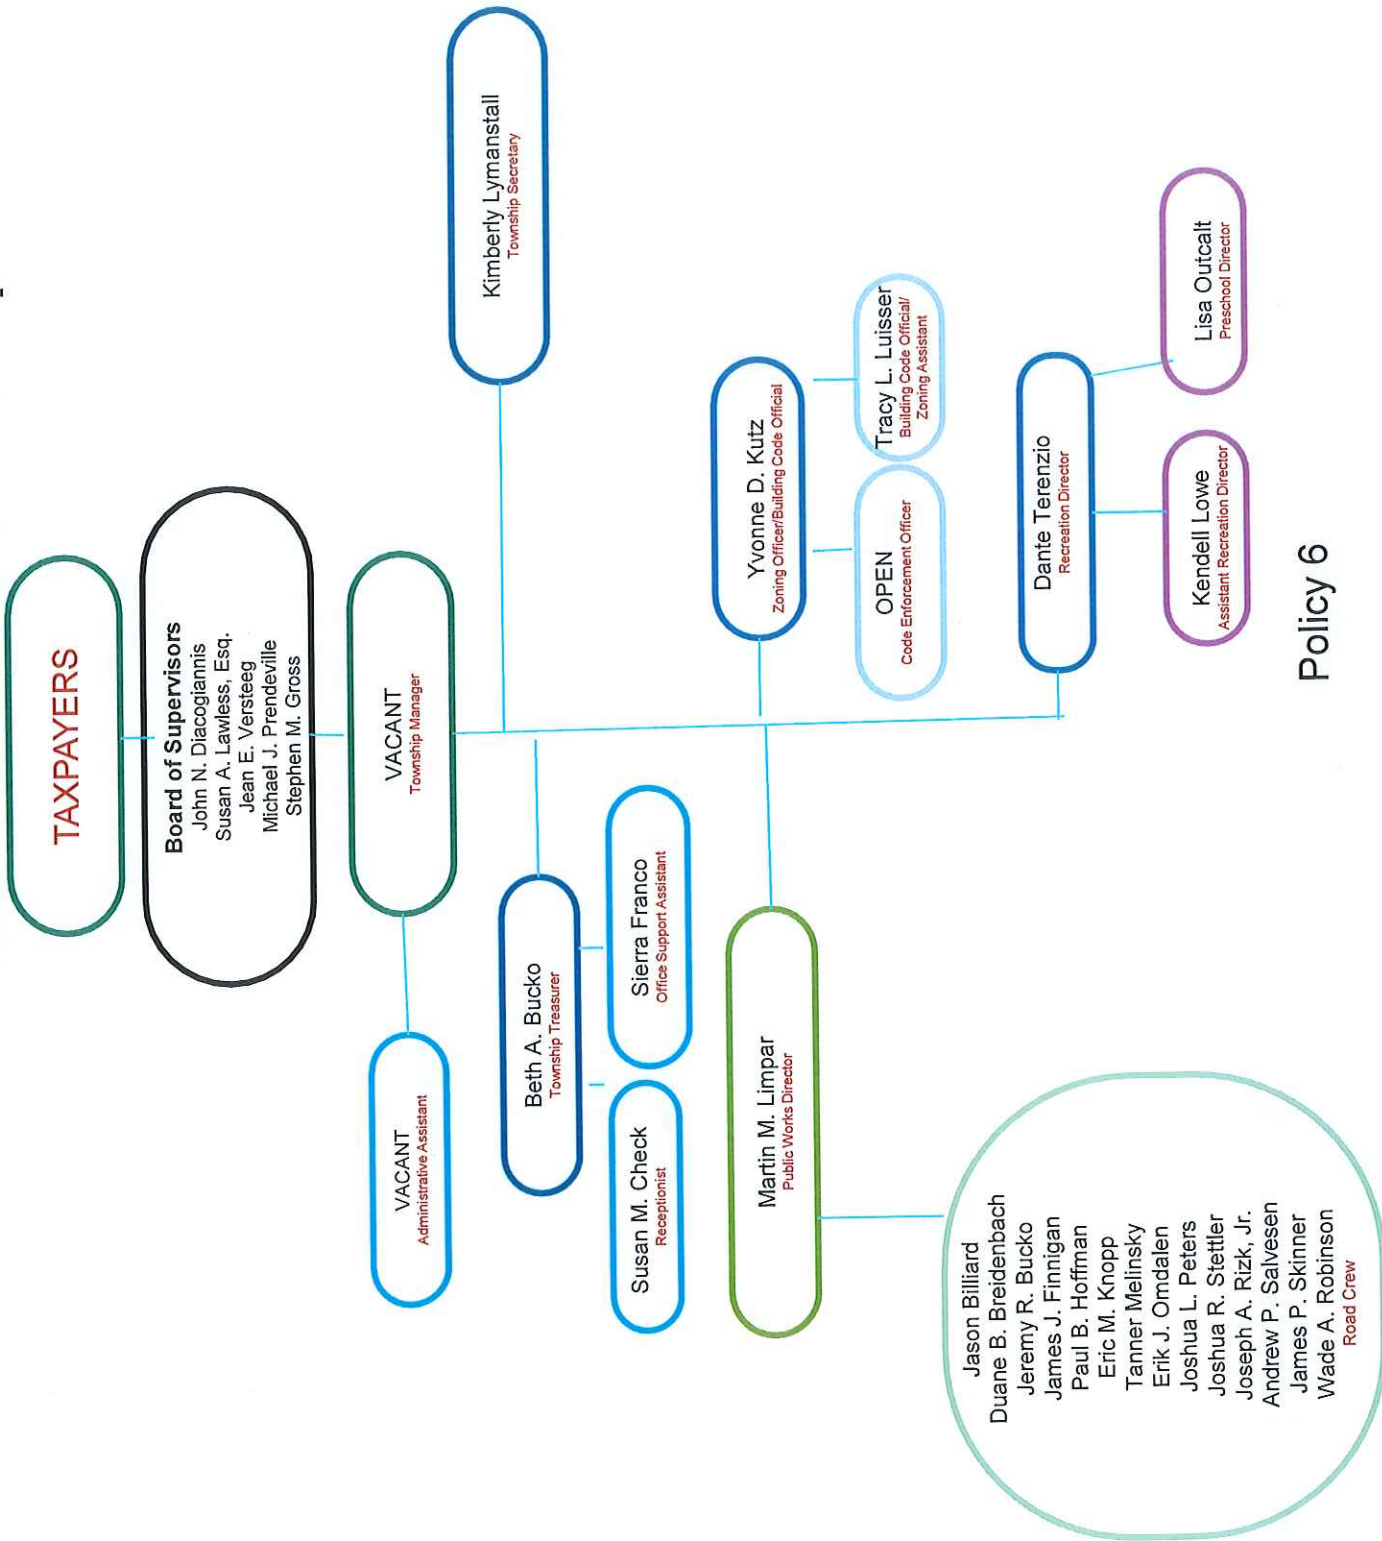 TAXPAYERS
Board of Supervisors
John N. Diacogiannis
Susan A. Lawless, Esq.
Jean E. Versteeg
Michael J. Prendeville
Stephen M. Gross
VACANT
Township Manager
VACANT
Administrative Assistant
Kimberly Lymanstall
Township Secretary
Beth A. Bucko
Township Treasurer
Susan M. Check
Receptionist
Sierra Franco
Office Support Assistant
Yvonne D. Kutz
Zoning Officer/Building Code Official
OPEN
Code Enforcement Officer
Tracy L. Luisser
Building Code Official/
Zoning Assistant
Martin M. Limpar
Public Works Director
Jason Billiard
Duane B. Breidenbach
Jeremy R. Bucko
James J. Finnigan
Paul B. Hoffman
Eric M. Knopp
Tanner Melinsky
Erik J. Omdalen
Joshua L. Peters
Joshua R. Stettler
Joseph A. Rizk, Jr.
Andrew P. Salvesen
James P. Skinner
Wade A. Robinson
Road Crew
Dante Terenzio
Recreation Director
Kendell Lowe
Assistant Recreation Director
Lisa Outcalt
Preschool Director
Policy 6